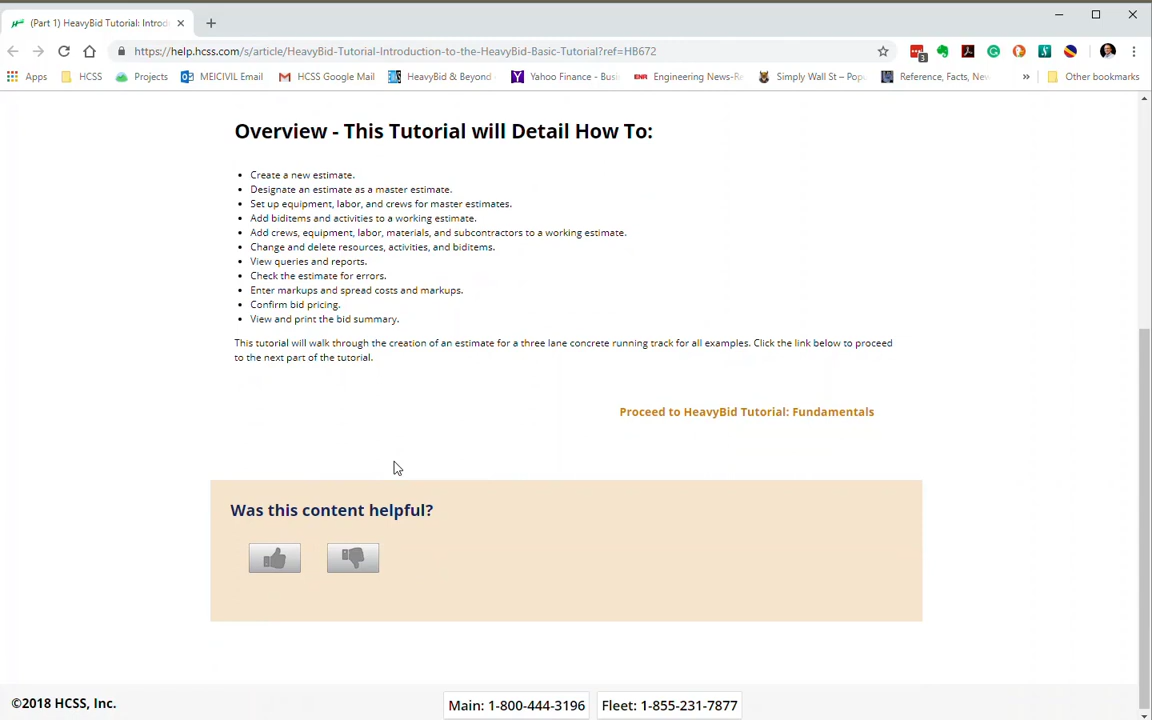 (Part 1) HeavyBid Tutorial: Introd
https://help.hcss.com/s/article/HeavyBid-Tutorial-Introduction-to-the-HeavyBid-Basic-Tutorial?ref=HB672
3
Apps HCSS Projects MEICIVIL Email HCSS Google Mail HeavyBid & Beyond Yahoo Finance - Busi ENR Engineering News-Re Simply Wall St – Pop Reference, Facts, New » Other bookmarks
Overview - This Tutorial will Detail How To:
• Create a new estimate.
• Designate an estimate as a master estimate.
• Set up equipment, labor, and crews for master estimates.
• Add biditems and activities to a working estimate.
• Add crews, equipment, labor, materials, and subcontractors to a working estimate.
• Change and delete resources, activities, and biditems.
• View queries and reports.
• Check the estimate for errors.
• Enter markups and spread costs and markups.
• Confirm bid pricing.
• View and print the bid summary.
This tutorial will walk through the creation of an estimate for a three lane concrete running track for all examples. Click the link below to proceed
to the next part of the tutorial.
Proceed to HeavyBid Tutorial: Fundamentals
Was this content helpful?
©2018 HCSS, Inc.
Main: 1-800-444-3196 Fleet: 1-855-231-7877